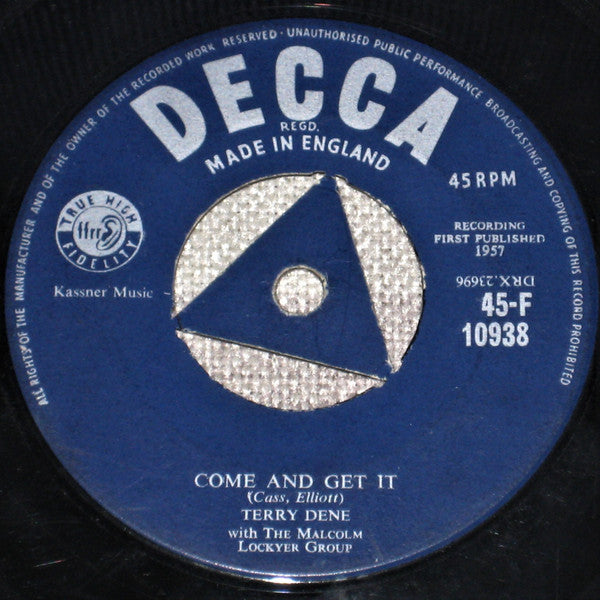 ALL RIGHTS OF THE MANUFACTURER AND OF THE OWNER OF THE RECORDED WORK RESERVED · UNAUTHORISED PUBLIC PERFORMANCE BROADCASTING AND COPYING OF THIS RECORD PROHIBITED
DECCA
REGD.
MADE IN ENGLAND
45 RPM
TRUE HIGH
ffrr
FIDELITY
RECORDING
FIRST PUBLISHED
1957
Kassner Music
DRX.23696
45-F
10938
COME AND GET IT
(Cass, Elliott)
TERRY DENE
with THE MALCOLM
LOCKYER GROUP